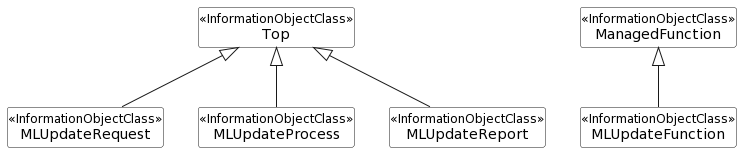 «InformationObjectClass»
Top
«InformationObjectClass»
ManagedFunction
«InformationObjectClass»
MLUpdateRequest
«InformationObjectClass»
MLUpdateProcess
«InformationObjectClass»
MLUpdateReport
«InformationObjectClass»
MLUpdateFunction